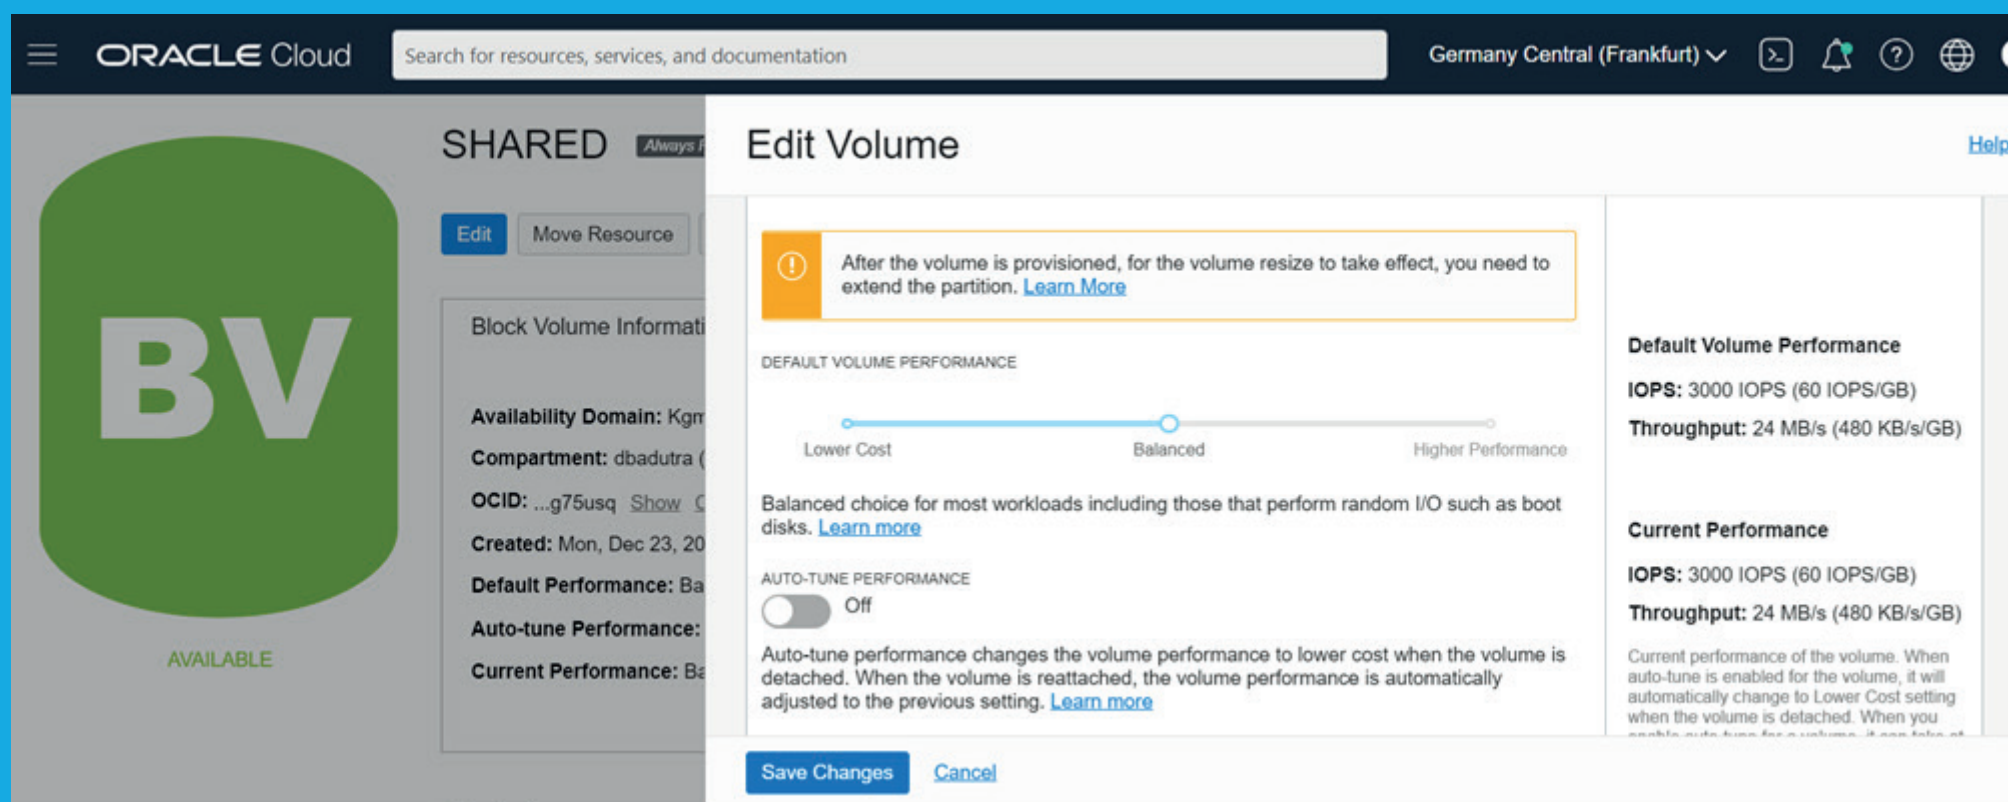 ORACLE Cloud
Search for resources, services, and documentation
Germany Central (Frankfurt)
BV
AVAILABLE
SHARED
Always
Edit
Move Resource
Block Volume Informati
Availability Domain: Kgm
Compartment: dbadutra (
OCID: ...g75usq Show
Created: Mon, Dec 23, 20
Default Performance: Ba
Auto-tune Performance:
Current Performance: Ba
Edit Volume
Help
After the volume is provisioned, for the volume resize to take effect, you need to
extend the partition. Learn More
DEFAULT VOLUME PERFORMANCE
Lower Cost
Balanced
Higher Performance
Balanced choice for most workloads including those that perform random I/O such as boot
disks. Learn more
AUTO-TUNE PERFORMANCE
Off
Auto-tune performance changes the volume performance to lower cost when the volume is
detached. When the volume is reattached, the volume performance is automatically
adjusted to the previous setting. Learn more
Default Volume Performance
IOPS: 3000 IOPS (60 IOPS/GB)
Throughput: 24 MB/s (480 KB/s/GB)
Current Performance
IOPS: 3000 IOPS (60 IOPS/GB)
Throughput: 24 MB/s (480 KB/s/GB)
Current performance of the volume. When
auto-tune is enabled for the volume, it will
automatically change to Lower Cost setting
when the volume is detached. When you
Save Changes
Cancel